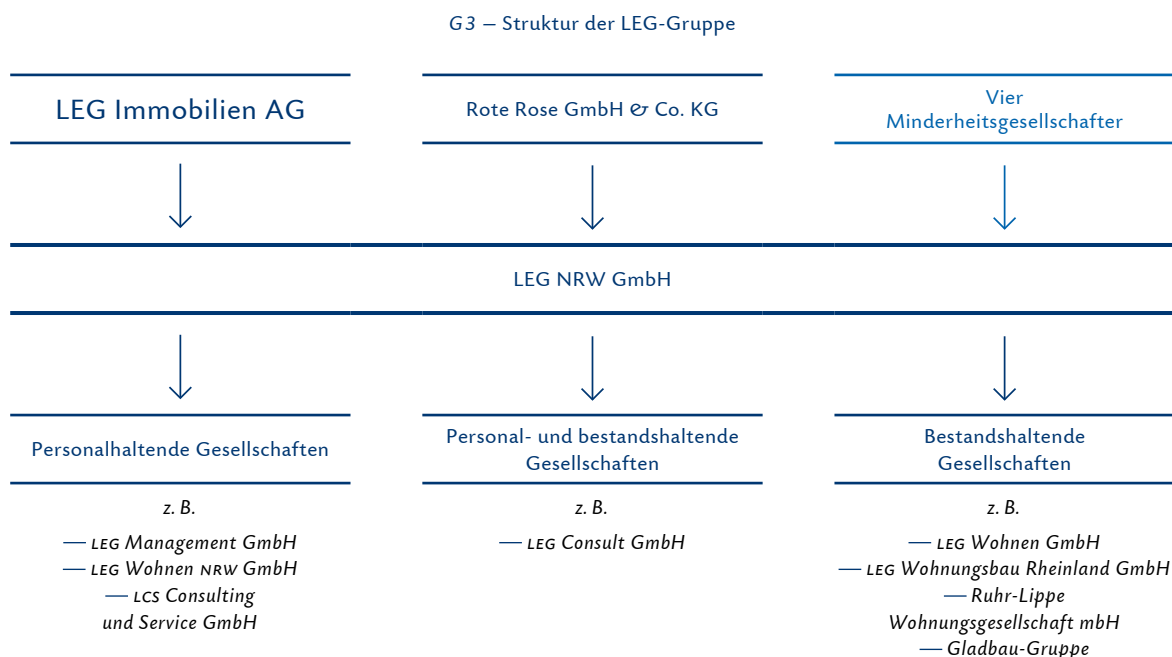 G3 – Struktur der LEG-Gruppe
LEG Immobilien AG
Rote Rose GmbH & Co. KG
Vier
Minderheitsgesellschafter
LEG NRW GmbH
Personalhaltende Gesellschaften
z. B.
— LEG Management GmbH
— LEG Wohnen NRW GmbH
— LCS Consulting
und Service GmbH
Personal- und bestandshaltende
Gesellschaften
z. B.
— LEG Consult GmbH
Bestandshaltende
Gesellschaften
z. B.
— LEG Wohnen GmbH
— LEG Wohnungsbau Rheinland GmbH
— Ruhr-Lippe
Wohnungsgesellschaft mbH
— Gladbau-Gruppe